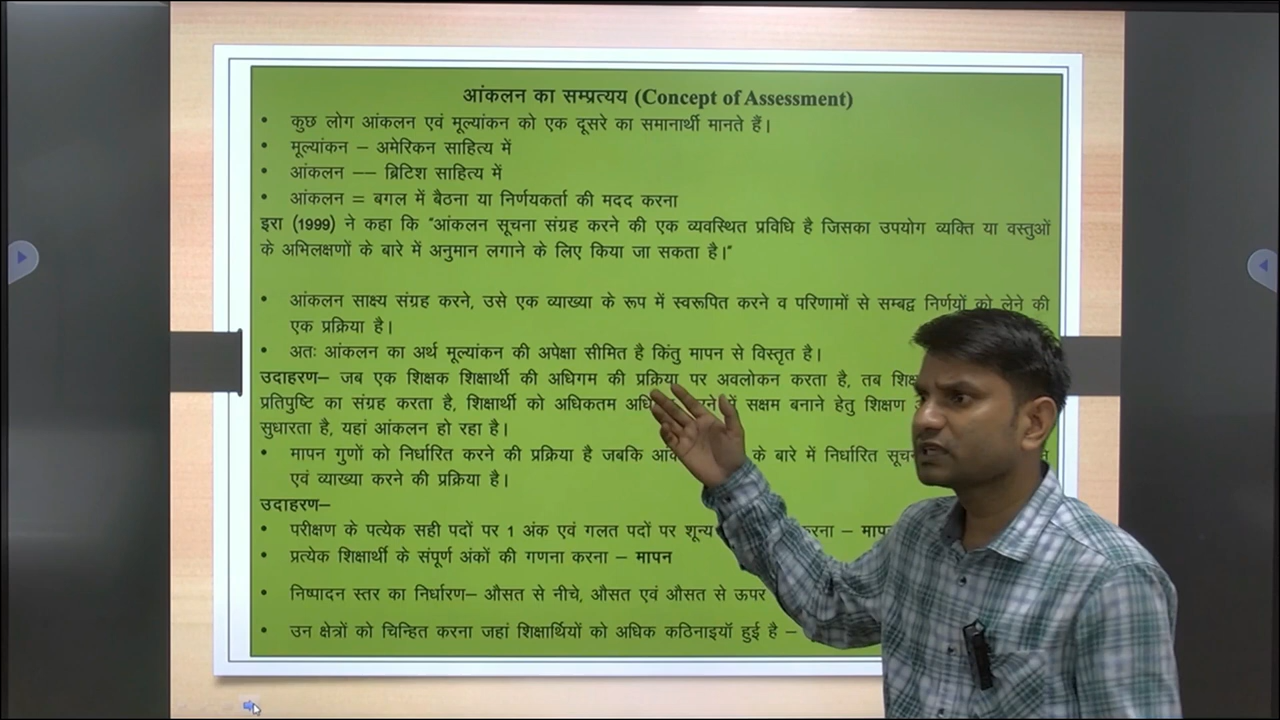 आंकलन का सम्प्रत्यय (Concept of Assessment)
• कुछ लोग आंकलन एवं मूल्यांकन को एक दूसरे का समानार्थी मानते हैं।
• मूल्यांकन – अमेरिकन साहित्य में
• आंकलन –– ब्रिटिश साहित्य में
• आंकलन = बगल में बैठना या निर्णयकर्ता की मदद करना
इरा (1999) ने कहा कि "आंकलन सूचना संग्रह करने की एक व्यवस्थित प्रविधि है जिसका उपयोग व्यक्ति या वस्तुओं
के अभिलक्षणों के बारे में अनुमान लगाने के लिए किया जा सकता है।"
• आंकलन साक्ष्य संग्रह करने, उसे एक व्याख्या के रूप में स्वरूपित करने व परिणामों से सम्बद्व निर्णयों को लेने की
एक प्रक्रिया है।
• अतः आंकलन का अर्थ मूल्यांकन की अपेक्षा सीमित है किंतु मापन से विस्तृत है।
उदाहरण– जब एक शिक्षक शिक्षार्थी की अधिगम की प्रक्रिया पर अवलोकन करता है, तब
प्रतिपुष्टि का संग्रह करता है, शिक्षार्थी को अधिकतम में सक्षम बनाने हेतु शिक्षण
सुधारता है, यहां आंकलन हो रहा है।
• मापन गुणों को निर्धारित करने की प्रक्रिया है जबकि के बारे में निर्धारित
एवं व्याख्या करने की प्रक्रिया है।
उदाहरण–
• परीक्षण के पत्येक सही पदों पर 1 अंक एवं गलत पदों पर शून्य करना –
• प्रत्येक शिक्षार्थी के संपूर्ण अंकों की गणना करना – मापन
• निष्पादन स्तर का निर्धारण– औसत से नीचे, औसत एवं औसत से ऊपर
• उन क्षेत्रों को चिन्हित करना जहां शिक्षार्थियों को अधिक कठिनाइयॉ हुई है –